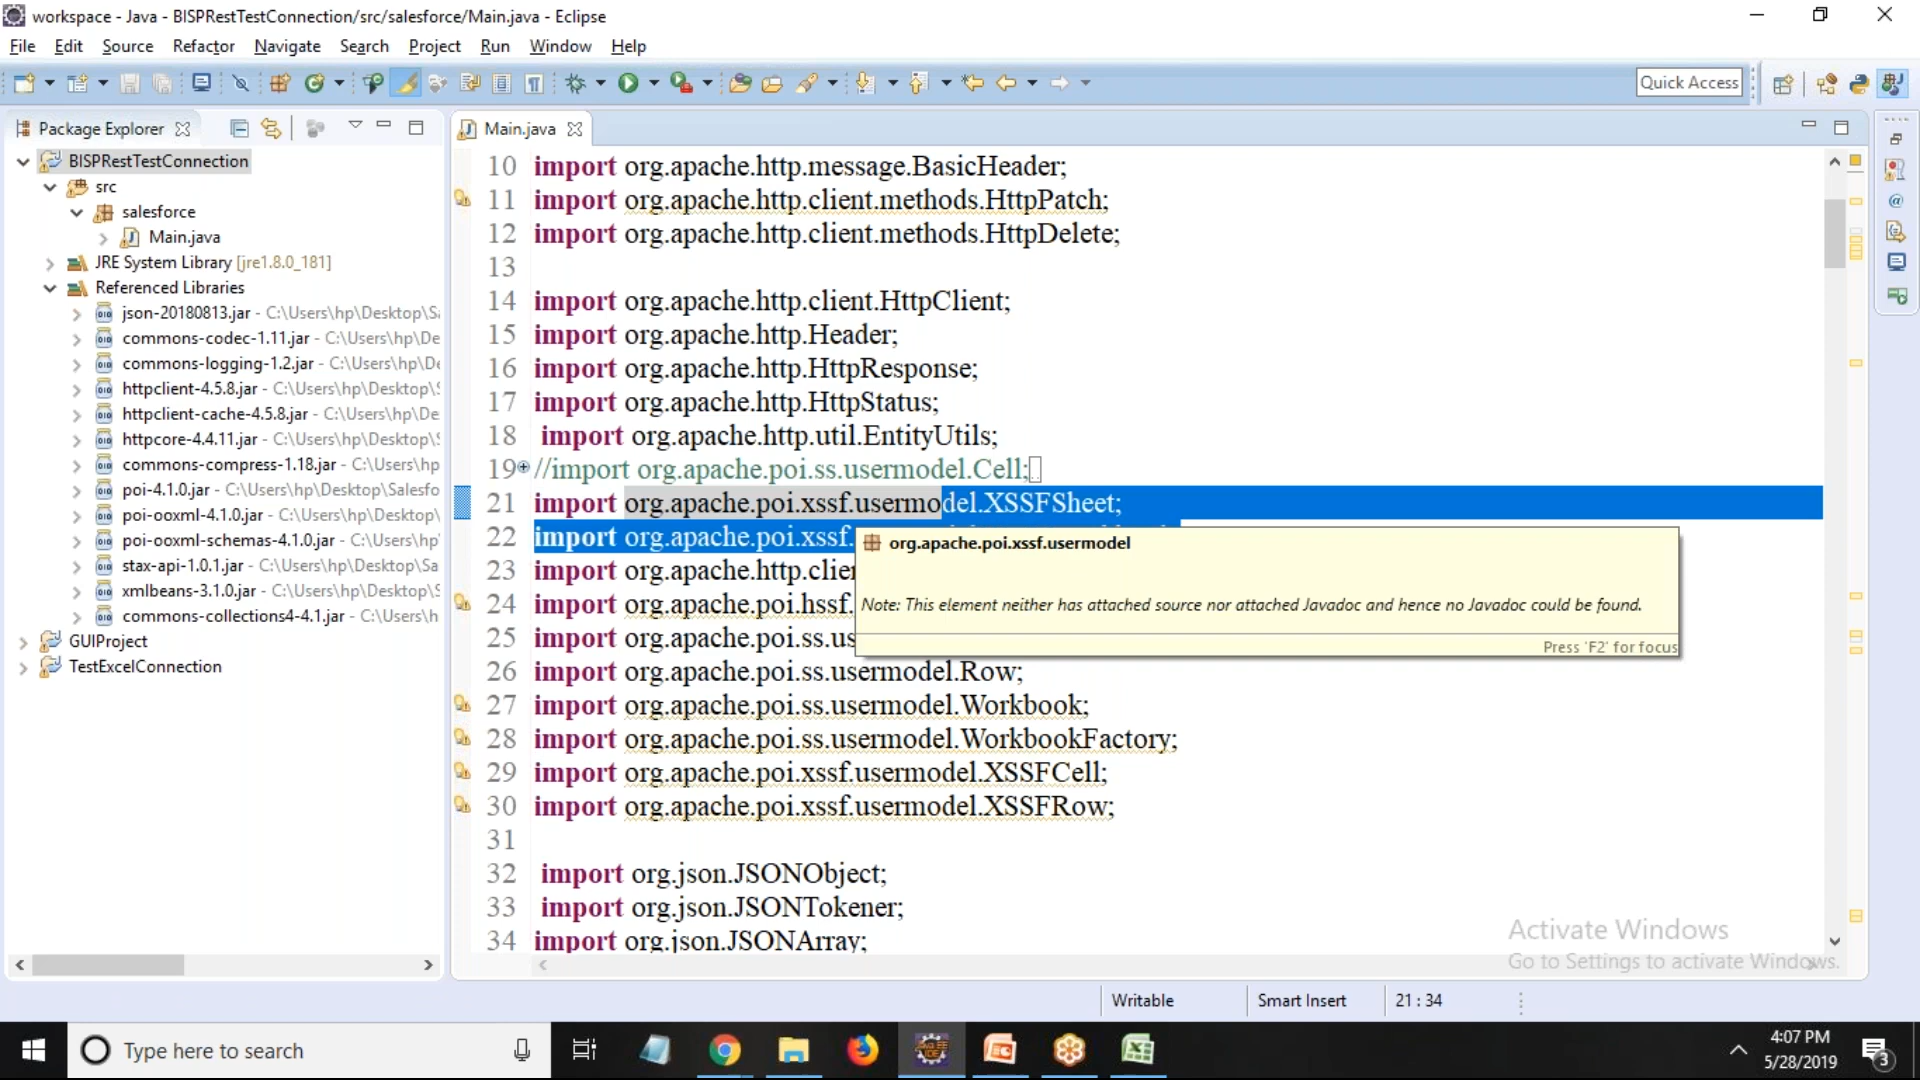 workspace - Java - BISPRestTestConnection/src/salesforce/Main.java - Eclipse
File Edit Source Refactor Navigate Search Project Run Window Help
Quick Access
Package Explorer
Main.java
BISPRestTestConnection
src
salesforce
Main.java
JRE System Library [jre1.8.0_181]
Referenced Libraries
json-20180813.jar - C:\Users\hp\Desktop\Sa
commons-codec-1.11.jar - C:\Users\hp\De
commons-logging-1.2.jar - C:\Users\hp\De
httpclient-4.5.8.jar - C:\Users\hp\Desktop\S
httpclient-cache-4.5.8.jar - C:\Users\hp\De
httpcore-4.4.11.jar - C:\Users\hp\Desktop\S
commons-compress-1.18.jar - C:\Users\hp
poi-4.1.0.jar - C:\Users\hp\Desktop\Salesfo
poi-ooxml-4.1.0.jar - C:\Users\hp\Desktop\
poi-ooxml-schemas-4.1.0.jar - C:\Users\hp\
stax-api-1.0.1.jar - C:\Users\hp\Desktop\Sa
xmlbeans-3.1.0.jar - C:\Users\hp\Desktop\S
commons-collections4-4.1.jar - C:\Users\h
GUIProject
TestExcelConnection
10 import org.apache.http.message.BasicHeader;
11 import org.apache.http.client.methods.HttpPatch;
12 import org.apache.http.client.methods.HttpDelete;
13
14 import org.apache.http.client.HttpClient;
15 import org.apache.http.Header;
16 import org.apache.http.HttpResponse;
17 import org.apache.http.HttpStatus;
18 import org.apache.http.util.EntityUtils;
19 //import org.apache.poi.ss.usermodel.Cell;
21 import org.apache.poi.xssf.usermodel.XSSFSheet;
22 import org.apache.poi.xssf.
23 import org.apache.http.clien
24 import org.apache.poi.hssf.
25 import org.apache.poi.ss.us
26 import org.apache.poi.ss.usermodel.Row;
27 import org.apache.poi.ss.usermodel.Workbook;
28 import org.apache.poi.ss.usermodel.WorkbookFactory;
29 import org.apache.poi.xssf.usermodel.XSSFCell;
30 import org.apache.poi.xssf.usermodel.XSSFRow;
31
32 import org.json.JSONObject;
33 import org.json.JSONTokener;
34 import org.json.JSONArray;
org.apache.poi.xssf.usermodel
Note: This element neither has attached source nor attached Javadoc and hence no Javadoc could be found.
Press 'F2' for focus
Activate Windows
Go to Settings to activate Windows.
Writable Smart Insert 21 : 34
Type here to search
4:07 PM
5/28/2019
3